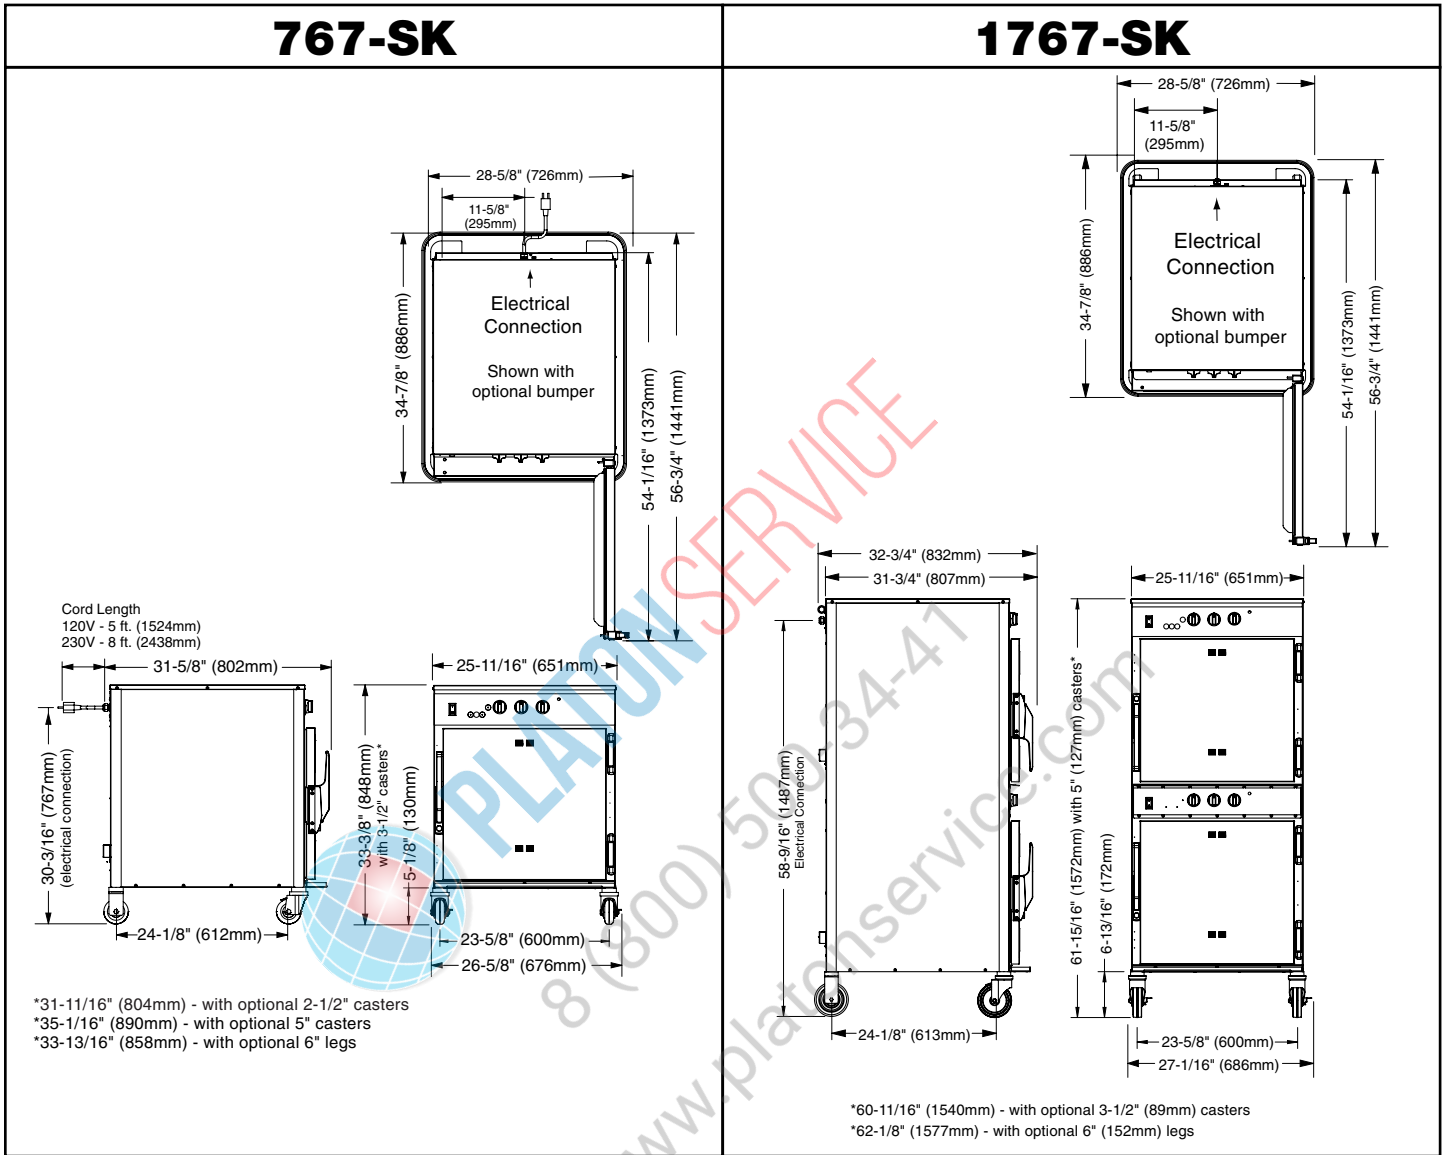 767-SK
28-5/8" (726mm)
11-5/8"
(295mm)
Electrical
Connection
Shown with
optional bumper
34-7/8" (886mm)
54-1/16" (1373mm)
56-3/4" (1441mm)
Cord Length
120V - 5 ft. (1524mm)
230V - 8 ft. (2438mm)
31-5/8" (802mm)
30-3/16" (767mm)
(electrical connection)
24-1/8" (612mm)
25-11/16" (651mm)
33-3/8" (848mm)
with 3-1/2" casters*
5-1/8" (130mm)
23-5/8" (600mm)
26-5/8" (676mm)
*31-11/16" (804mm) - with optional 2-1/2" casters
*35-1/16" (890mm) - with optional 5" casters
*33-13/16" (858mm) - with optional 6" legs
1767-SK
28-5/8" (726mm)
11-5/8"
(295mm)
Electrical
Connection
Shown with
optional bumper
34-7/8" (886mm)
54-1/16" (1373mm)
56-3/4" (1441mm)
32-3/4" (832mm)
31-3/4" (807mm)
58-9/16" (1487mm)
Electrical Connection
24-1/8" (613mm)
25-11/16" (651mm)
61-15/16" (1572mm) with 5" (127mm) casters*
6-13/16" (172mm)
23-5/8" (600mm)
27-1/16" (686mm)
*60-11/16" (1540mm) - with optional 3-1/2" (89mm) casters
*62-1/8" (1577mm) - with optional 6" (152mm) legs
PLATONSERVICE
8 (800) 500-34-41
www.platonservice.com